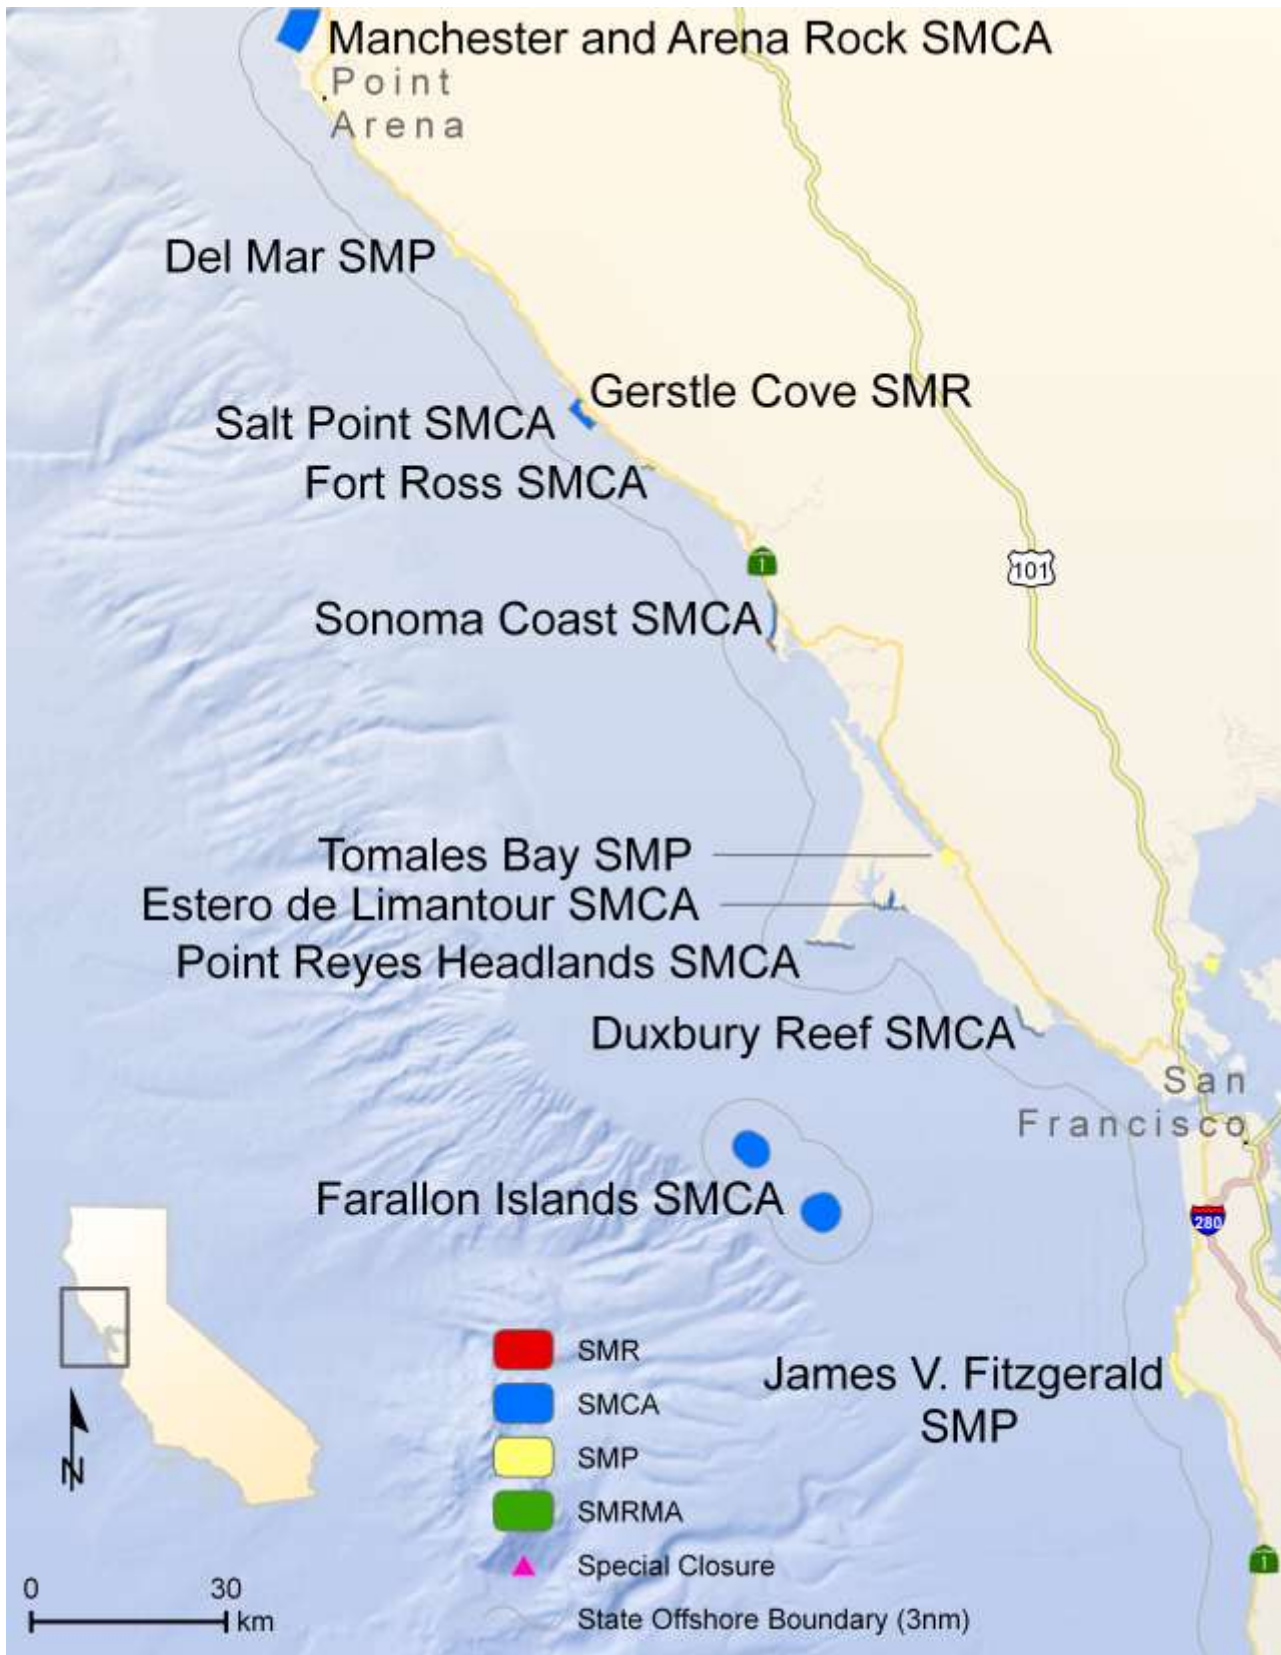 Manchester and Arena Rock SMCA
Point
Arena
Del Mar SMP
Gerstle Cove SMR
Salt Point SMCA
Fort Ross SMCA
1
101
Sonoma Coast SMCA
Tomales Bay SMP
Estero de Limantour SMCA
Point Reyes Headlands SMCA
Duxbury Reef SMCA
San
Francisco
Farallon Islands SMCA
280
SMR
James V. Fitzgerald
SMP
SMCA
SMP
N
SMRMA
Special Closure
1
0 30
km
State Offshore Boundary (3nm)